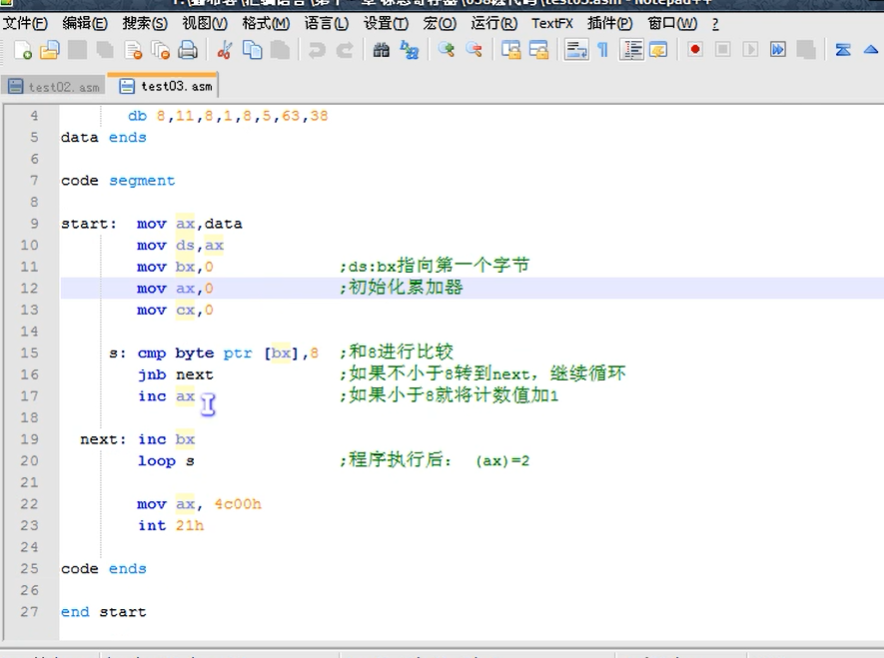 文件(F) 编辑(E) 搜索(S) 视图(V) 格式(M) 语言(L) 设置(T) 宏(O) 运行(R) TextFX 插件(P) 窗口(W) ?
test02.asm test03.asm
4 db 8,11,8,1,8,5,63,38
5 data ends
6
7 code segment
8
9 start: mov ax,data
10 mov ds,ax
11 mov bx,0 ;ds:bx指向第一个字节
12 mov ax,0 ;初始化累加器
13 mov cx,0
14
15 s: cmp byte ptr [bx],8 ;和8进行比较
16 jnb next ;如果不小于8转到next，继续循环
17 inc ax ;如果小于8就将计数值加1
18
19 next: inc bx
20 loop s ;程序执行后： (ax)=2
21
22 mov ax, 4c00h
23 int 21h
24
25 code ends
26
27 end start